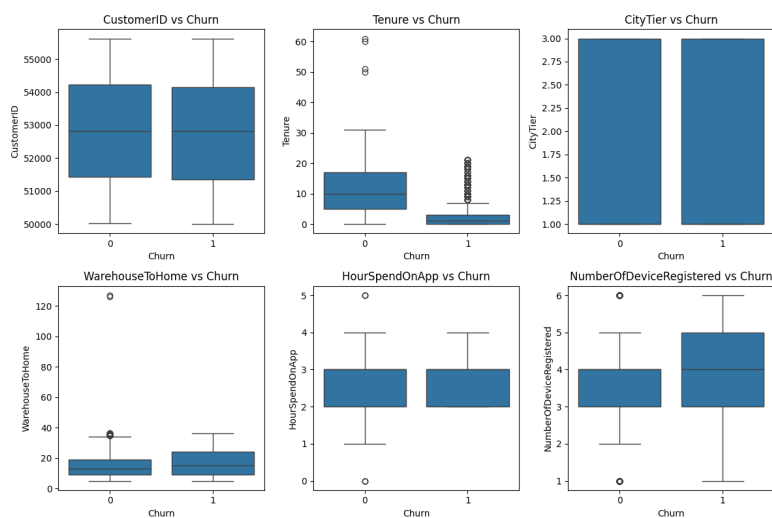 CustomerID vs Churn
CustomerID
55000
54000
53000
52000
51000
50000
0 1
Churn
Tenure vs Churn
Tenure
60
50
40
30
20
10
0
0 1
Churn
CityTier vs Churn
CityTier
3.00
2.75
2.50
2.25
2.00
1.75
1.50
1.25
1.00
0 1
Churn
WarehouseToHome vs Churn
WarehouseToHome
120
100
80
60
40
20
0
0 1
Churn
HourSpendOnApp vs Churn
HourSpendOnApp
5
4
3
2
1
0
0 1
Churn
NumberOfDeviceRegistered vs Churn
NumberOfDeviceRegistered
6
5
4
3
2
1
0 1
Churn